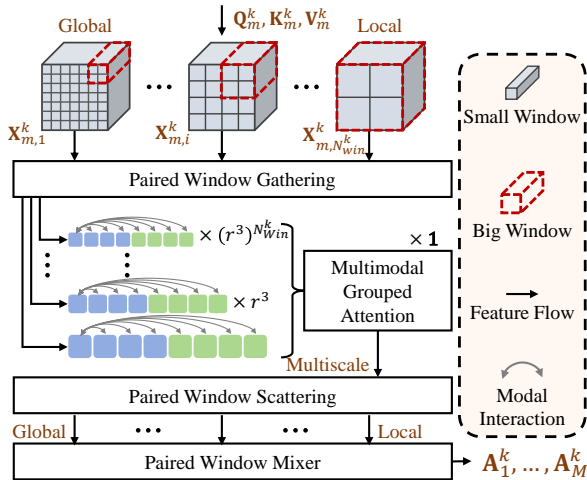 Q_m^k, K_m^k, V_m^k
Global
Local
X_{m,1}^k
X_{m,i}^k
X_{m,N_{win}^k}^k
Paired Window Gathering
× (r^3)^{N_{Win}^k}
× r^3
× 1
Multimodal
Grouped
Attention
Multiscale
Paired Window Scattering
Global
Local
Paired Window Mixer
A_1^k, ..., A_M^k
Small Window
Big Window
Feature Flow
Modal
Interaction